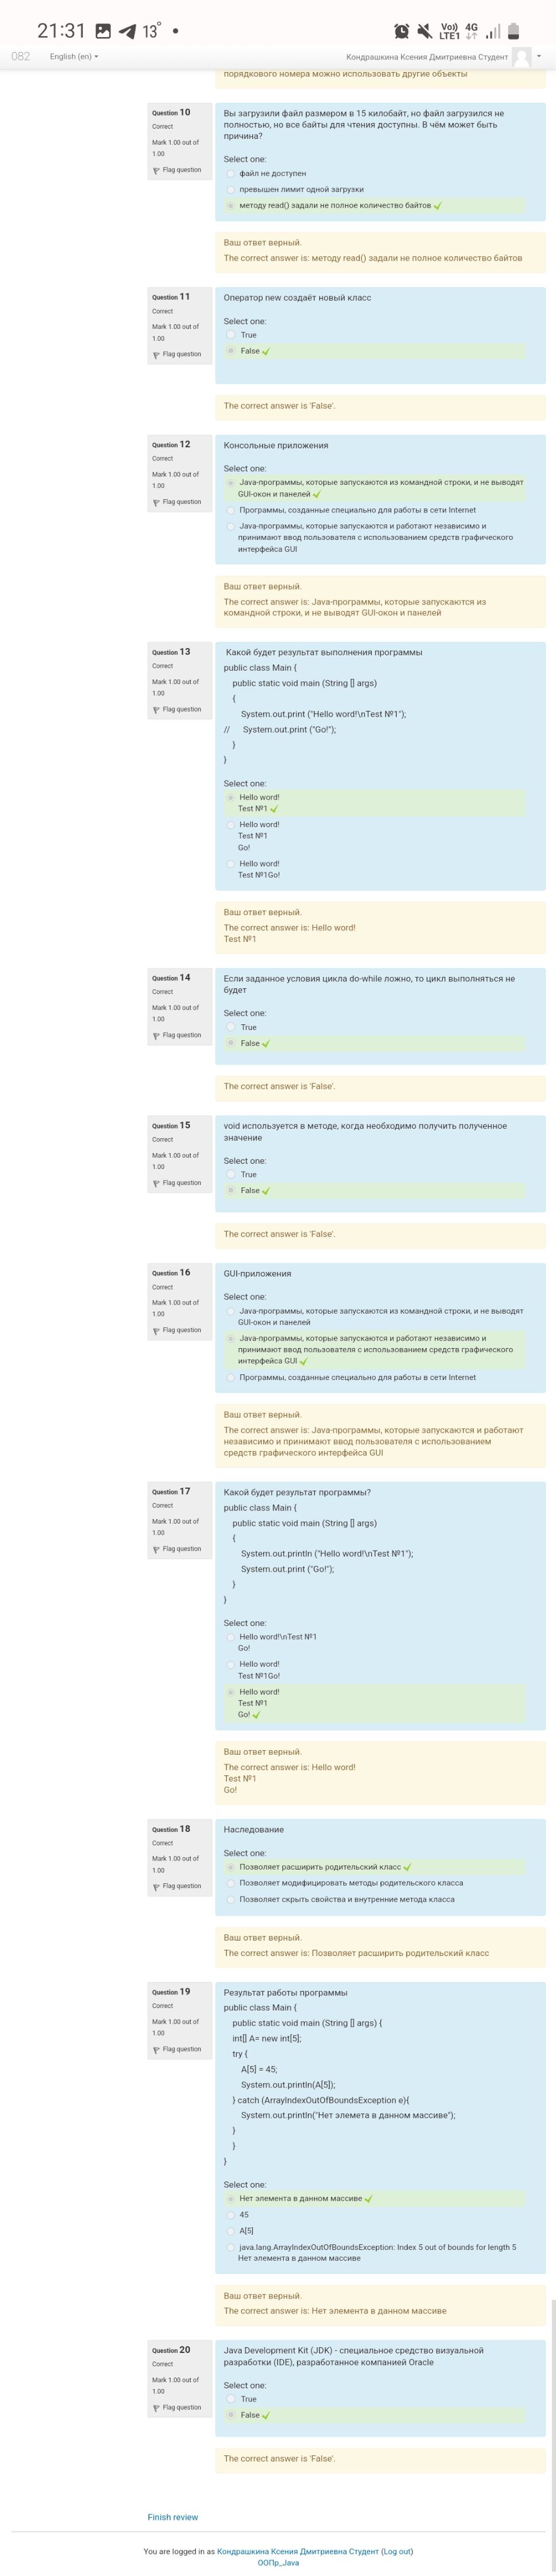 21:31 13°
Vo)) LTE1 4G
082 English (en) Кондрашкина Ксения Дмитриевна Студент
порядкового номера можно использовать другие объекты
Question 10
Correct
Mark 1.00 out of
1.00
Flag question
Вы загрузили файл размером в 15 килобайт, но файл загрузился не
полностью, но все байты для чтения доступны. В чём может быть
причина?
Select one:
файл не доступен
превышен лимит одной загрузки
методу read() задали не полное количество байтов
Ваш ответ верный.
The correct answer is: методу read() задали не полное количество байтов
Question 11
Correct
Mark 1.00 out of
1.00
Flag question
Оператор new создаёт новый класс
Select one:
True
False
The correct answer is 'False'.
Question 12
Correct
Mark 1.00 out of
1.00
Flag question
Консольные приложения
Select one:
Java-программы, которые запускаются из командной строки, и не выводят
GUI-окон и панелей
Программы, созданные специально для работы в сети Internet
Java-программы, которые запускаются и работают независимо и
принимают ввод пользователя с использованием средств графического
интерфейса GUI
Ваш ответ верный.
The correct answer is: Java-программы, которые запускаются из
командной строки, и не выводят GUI-окон и панелей
Question 13
Correct
Mark 1.00 out of
1.00
Flag question
Какой будет результат выполнения программы
public class Main {
public static void main (String [] args)
{
System.out.print ("Hello word!\nTest №1");
// System.out.print ("Go!");
}
}
Select one:
Hello word!
Test №1
Hello word!
Test №1
Go!
Hello word!
Test №1Go!
Ваш ответ верный.
The correct answer is: Hello word!
Test №1
Question 14
Correct
Mark 1.00 out of
1.00
Flag question
Если заданное условия цикла do-while ложно, то цикл выполняться не
будет
Select one:
True
False
The correct answer is 'False'.
Question 15
Correct
Mark 1.00 out of
1.00
Flag question
void используется в методе, когда необходимо получить полученное
значение
Select one:
True
False
The correct answer is 'False'.
Question 16
Correct
Mark 1.00 out of
1.00
Flag question
GUI-приложения
Select one:
Java-программы, которые запускаются из командной строки, и не выводят
GUI-окон и панелей
Java-программы, которые запускаются и работают независимо и
принимают ввод пользователя с использованием средств графического
интерфейса GUI
Программы, созданные специально для работы в сети Internet
Ваш ответ верный.
The correct answer is: Java-программы, которые запускаются и работают
независимо и принимают ввод пользователя с использованием
средств графического интерфейса GUI
Question 17
Correct
Mark 1.00 out of
1.00
Flag question
Какой будет результат программы?
public class Main {
public static void main (String [] args)
{
System.out.println ("Hello word!\nTest №1");
System.out.print ("Go!");
}
}
Select one:
Hello word!\nTest №1
Go!
Hello word!
Test №1Go!
Hello word!
Test №1
Go!
Ваш ответ верный.
The correct answer is: Hello word!
Test №1
Go!
Question 18
Correct
Mark 1.00 out of
1.00
Flag question
Наследование
Select one:
Позволяет расширить родительский класс
Позволяет модифицировать методы родительского класса
Позволяет скрыть свойства и внутренние метода класса
Ваш ответ верный.
The correct answer is: Позволяет расширить родительский класс
Question 19
Correct
Mark 1.00 out of
1.00
Flag question
Результат работы программы
public class Main {
public static void main (String [] args) {
int[] A= new int[5];
try {
A[5] = 45;
System.out.println(A[5]);
} catch (ArrayIndexOutOfBoundsException e){
System.out.println("Нет элемета в данном массиве");
}
}
}
Select one:
Нет элемента в данном массиве
45
A[5]
java.lang.ArrayIndexOutOfBoundsException: Index 5 out of bounds for length 5
Нет элемента в данном массиве
Ваш ответ верный.
The correct answer is: Нет элемента в данном массиве
Question 20
Correct
Mark 1.00 out of
1.00
Flag question
Java Development Kit (JDK) - специальное средство визуальной
разработки (IDE), разработанное компанией Oracle
Select one:
True
False
The correct answer is 'False'.
Finish review
You are logged in as Кондрашкина Ксения Дмитриевна Студент (Log out)
ООПр_Java